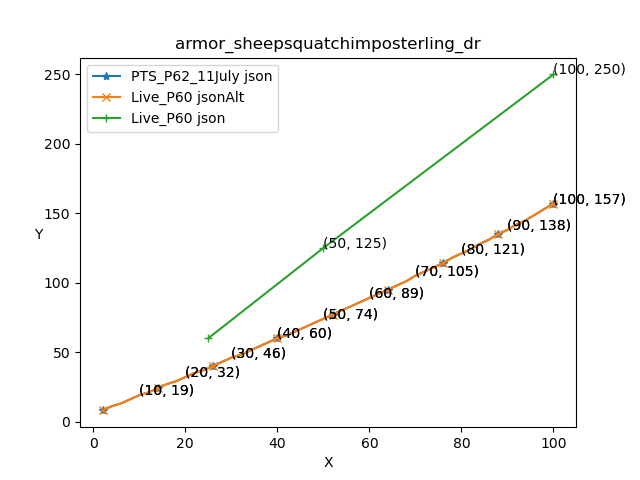 armor_sheepsquatchimposterling_dr
PTS_P62_11July json
Live_P60 jsonAlt
Live_P60 json
Y
250
200
150
100
50
0
(100, 250)
(50, 125)
(100, 157)
(90, 138)
(80, 121)
(70, 105)
(60, 89)
(50, 74)
(40, 60)
(30, 46)
(20, 32)
(10, 19)
0 20 40 60 80 100
X